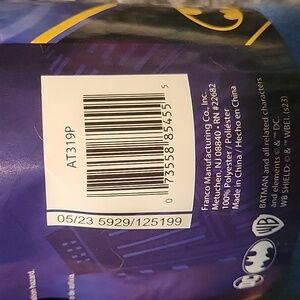 AT319P
0 73558 85455 5
05/23 5929/125199
Franco Manufacturing Co., Inc.
Metuchen, NJ 08840 • RN #22682
100% Polyester / Poliéster
Made in China / Hecho en China
BATMAN and all related characters
and elements © & ™ DC.
WB SHIELD: © & ™ WBEI. (s23)
WB
DC